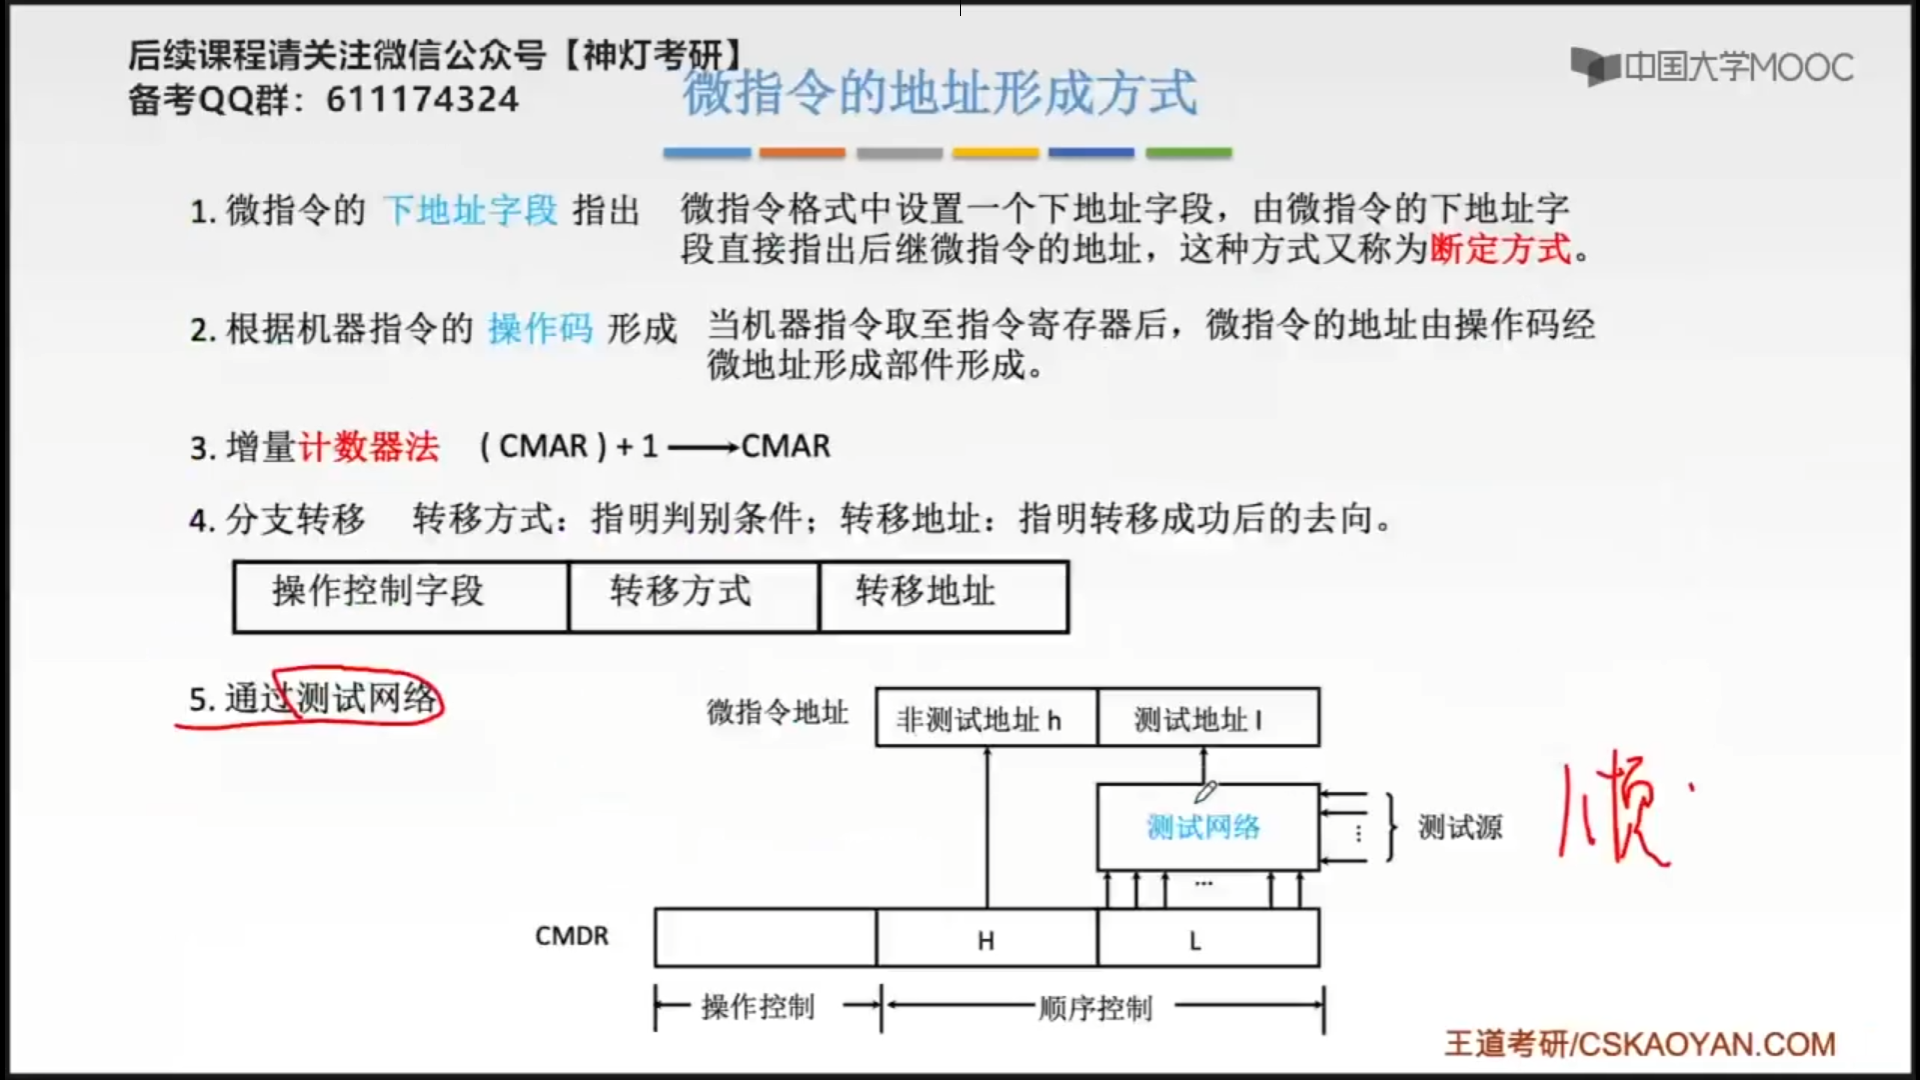 后续课程请关注微信公众号【神灯考研】
备考QQ群：611174324
中国大学MOOC
微指令的地址形成方式
1. 微指令的 下地址字段 指出
微指令格式中设置一个下地址字段，由微指令的下地址字
段直接指出后继微指令的地址，这种方式又称为断定方式。
2. 根据机器指令的 操作码 形成
当机器指令取至指令寄存器后，微指令的地址由操作码经
微地址形成部件形成。
3. 增量计数器法 ( CMAR ) + 1 ⟶ CMAR
4. 分支转移 转移方式：指明判别条件；转移地址：指明转移成功后的去向。
操作控制字段 转移方式 转移地址
5. 通过测试网络
微指令地址 非测试地址 h 测试地址 l
测试网络 ⋮ 测试源
顺
...
CMDR H L
操作控制 顺序控制
王道考研/CSKAOYAN.COM